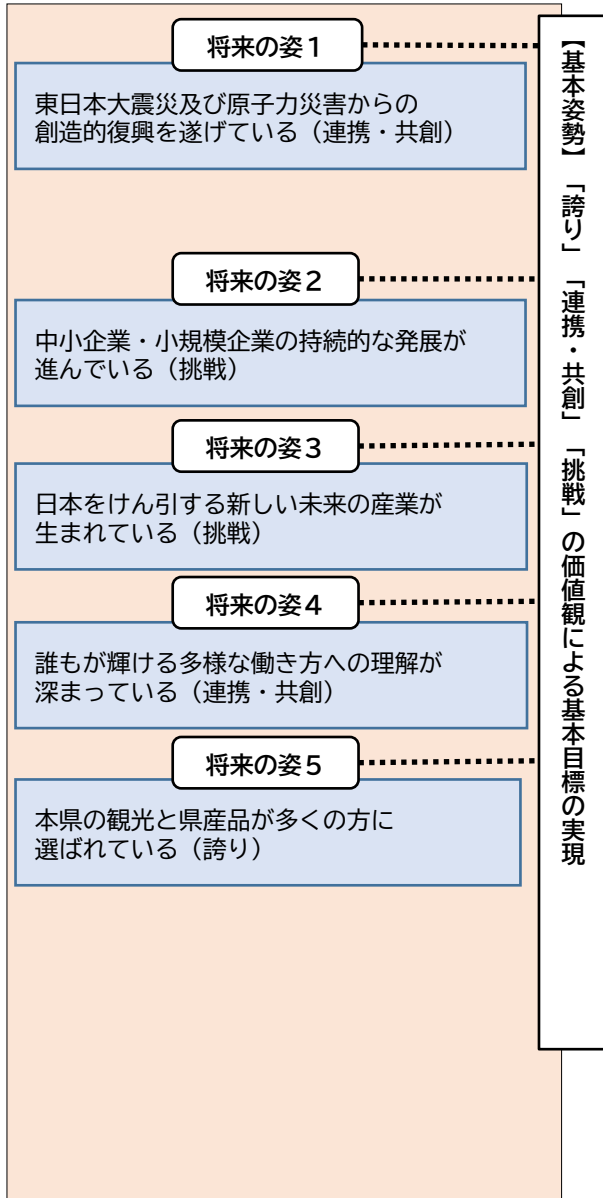 将来の姿1
東日本大震災及び原子力災害からの
創造的復興を遂げている（連携・共創）
将来の姿2
中小企業・小規模企業の持続的な発展が
進んでいる（挑戦）
将来の姿3
日本をけん引する新しい未来の産業が
生まれている（挑戦）
将来の姿4
誰もが輝ける多様な働き方への理解が
深まっている（連携・共創）
将来の姿5
本県の観光と県産品が多くの方に
選ばれている（誇り）
【基本姿勢】　「誇り」　「連携・共創」　「挑戦」の価値観による基本目標の実現